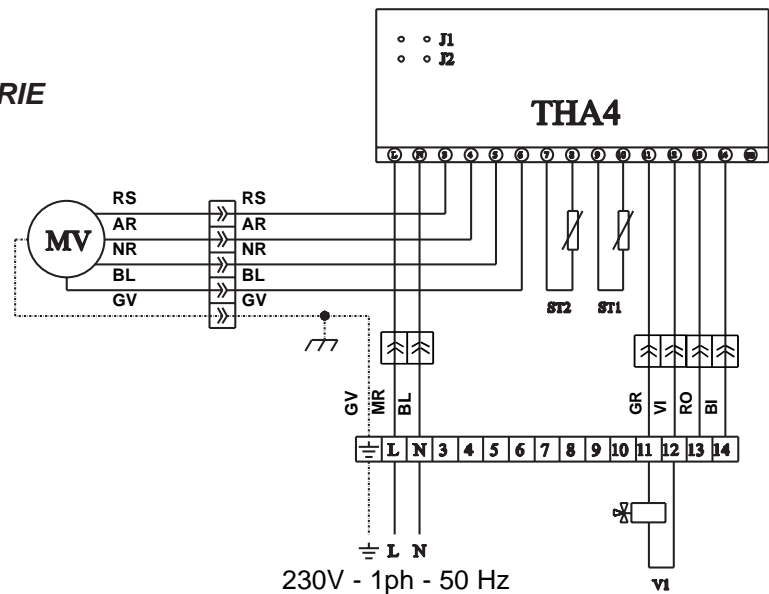 RIE
J1
J2
THA4
L N 3 4 5 6 7 8 9 10 11 12 13 14
MV
RS RS
AR AR
NR NR
BL BL
GV GV
ST2 ST1
GV MR BL GR VI RO BI
L N 3 4 5 6 7 8 9 10 11 12 13 14
L N
230V - 1ph - 50 Hz
V1